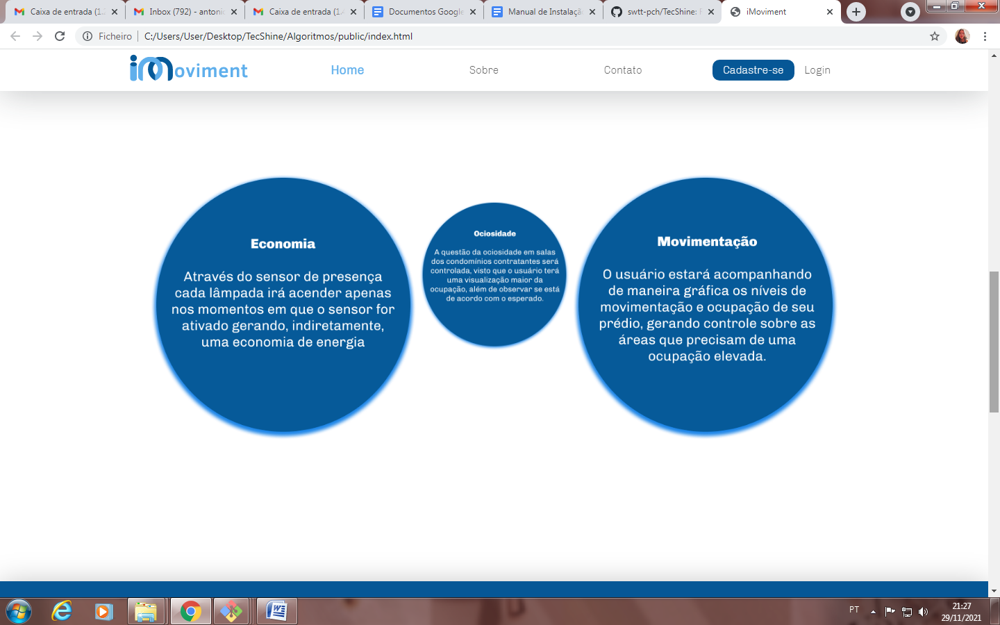 Caixa de entrada (1.
Inbox (792) - antonio
Caixa de entrada (1.
Documentos Google
Manual de Instalaçã
swtt-pch/TecShine:
iMoviment
Ficheiro
C:/Users/User/Desktop/TecShine/Algoritmos/public/index.html
iMoviment
Home
Sobre
Contato
Cadastre-se
Login
Economia
Através do sensor de presença
cada lâmpada irá acender apenas
nos momentos em que o sensor for
ativado gerando, indiretamente,
uma economia de energia
Ociosidade
A questão da ociosidade em salas
dos condomínios contratantes será
controlada, visto que o usuário terá
uma visualização maior da
ocupação, além de observar se está
de acordo com o esperado.
Movimentação
O usuário estará acompanhando
de maneira gráfica os níveis de
movimentação e ocupação de seu
prédio, gerando controle sobre as
áreas que precisam de uma
ocupação elevada.
PT
21:27
29/11/2021